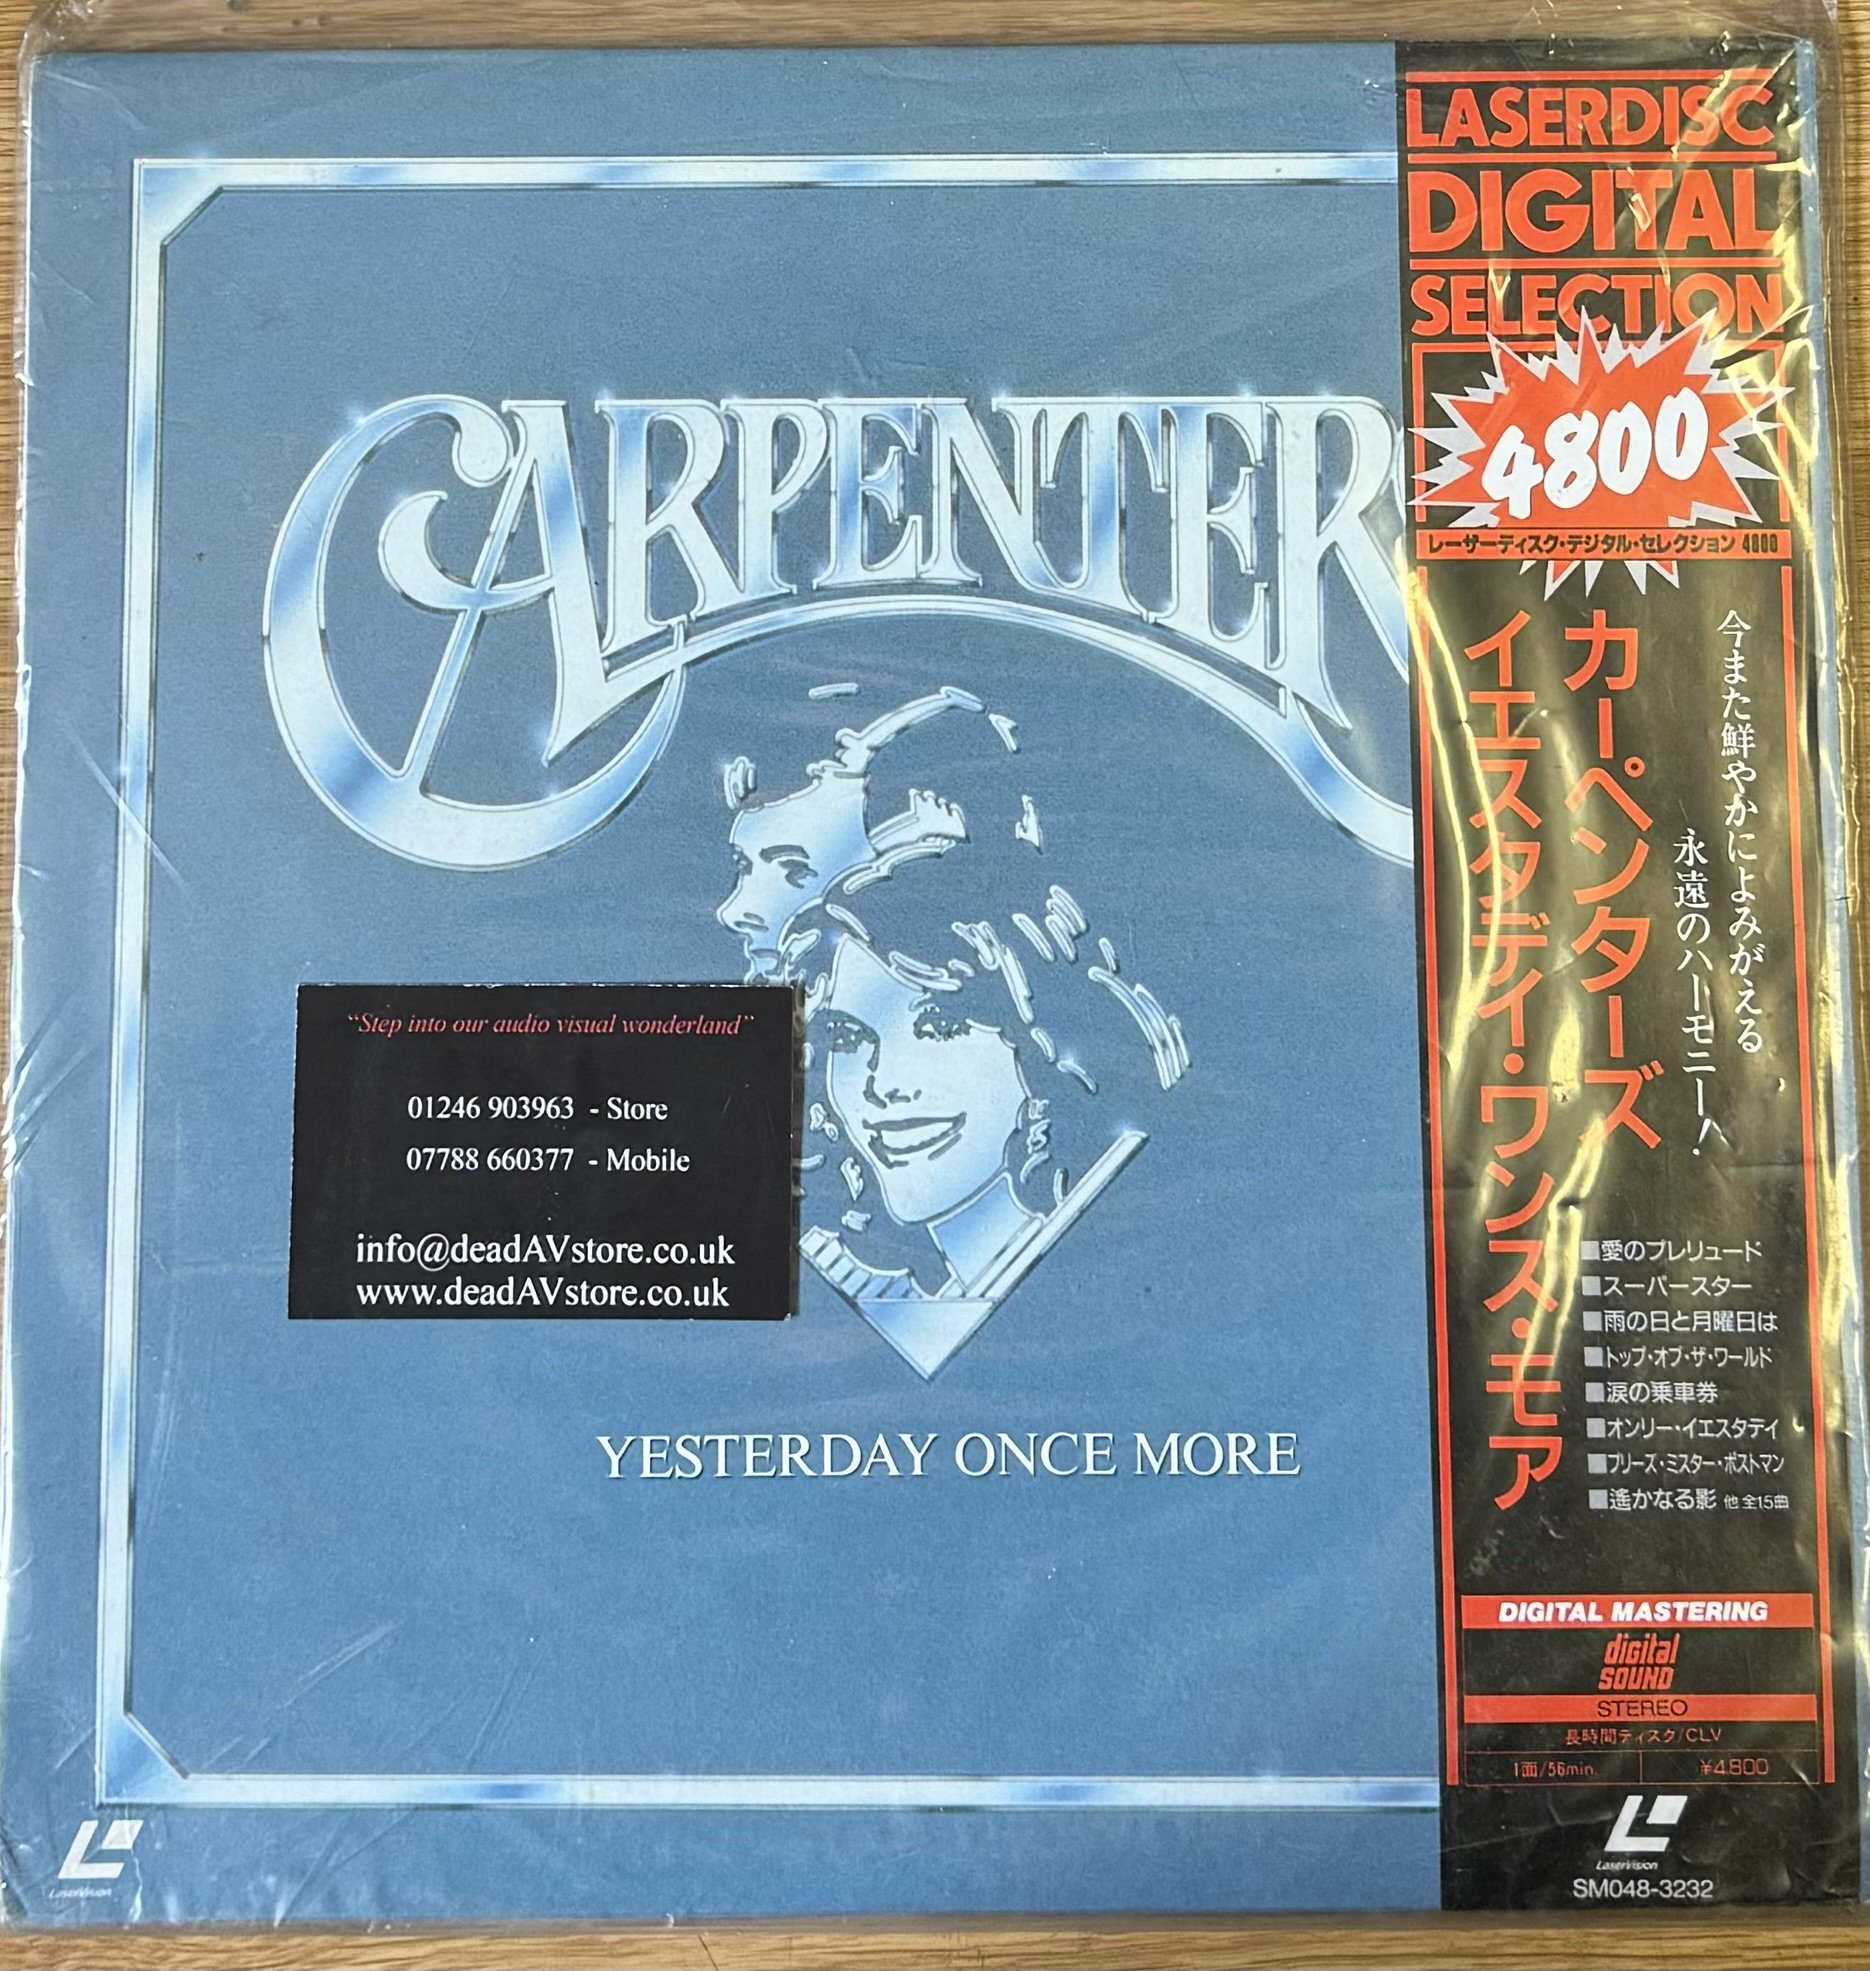 CARPENTER
YESTERDAY ONCE MORE
LaserVision
“Step into our audio visual wonderland”
01246 903963 - Store
07788 660377 - Mobile
info@deadAVstore.co.uk
www.deadAVstore.co.uk
LASERDISC
DIGITAL
SELECTION
4800
レーザーディスク・デジタル・セレクション 4800
今また鮮やかによみがえる
永遠のハーモニー!
カーペンターズ
イエスタデイ・ワンス・モア
■愛のプレリュード
■スーパースター
■雨の日と月曜日は
■トップ・オブ・ザ・ワールド
■涙の乗車券
■オンリー・イエスタデイ
■プリーズ・ミスター・ポストマン
■遙かなる影 他 全15曲
DIGITAL MASTERING
digital
SOUND
STEREO
長時間ディスク/CLV
1面/56min.
¥4,800
LaserVision
SM048-3232